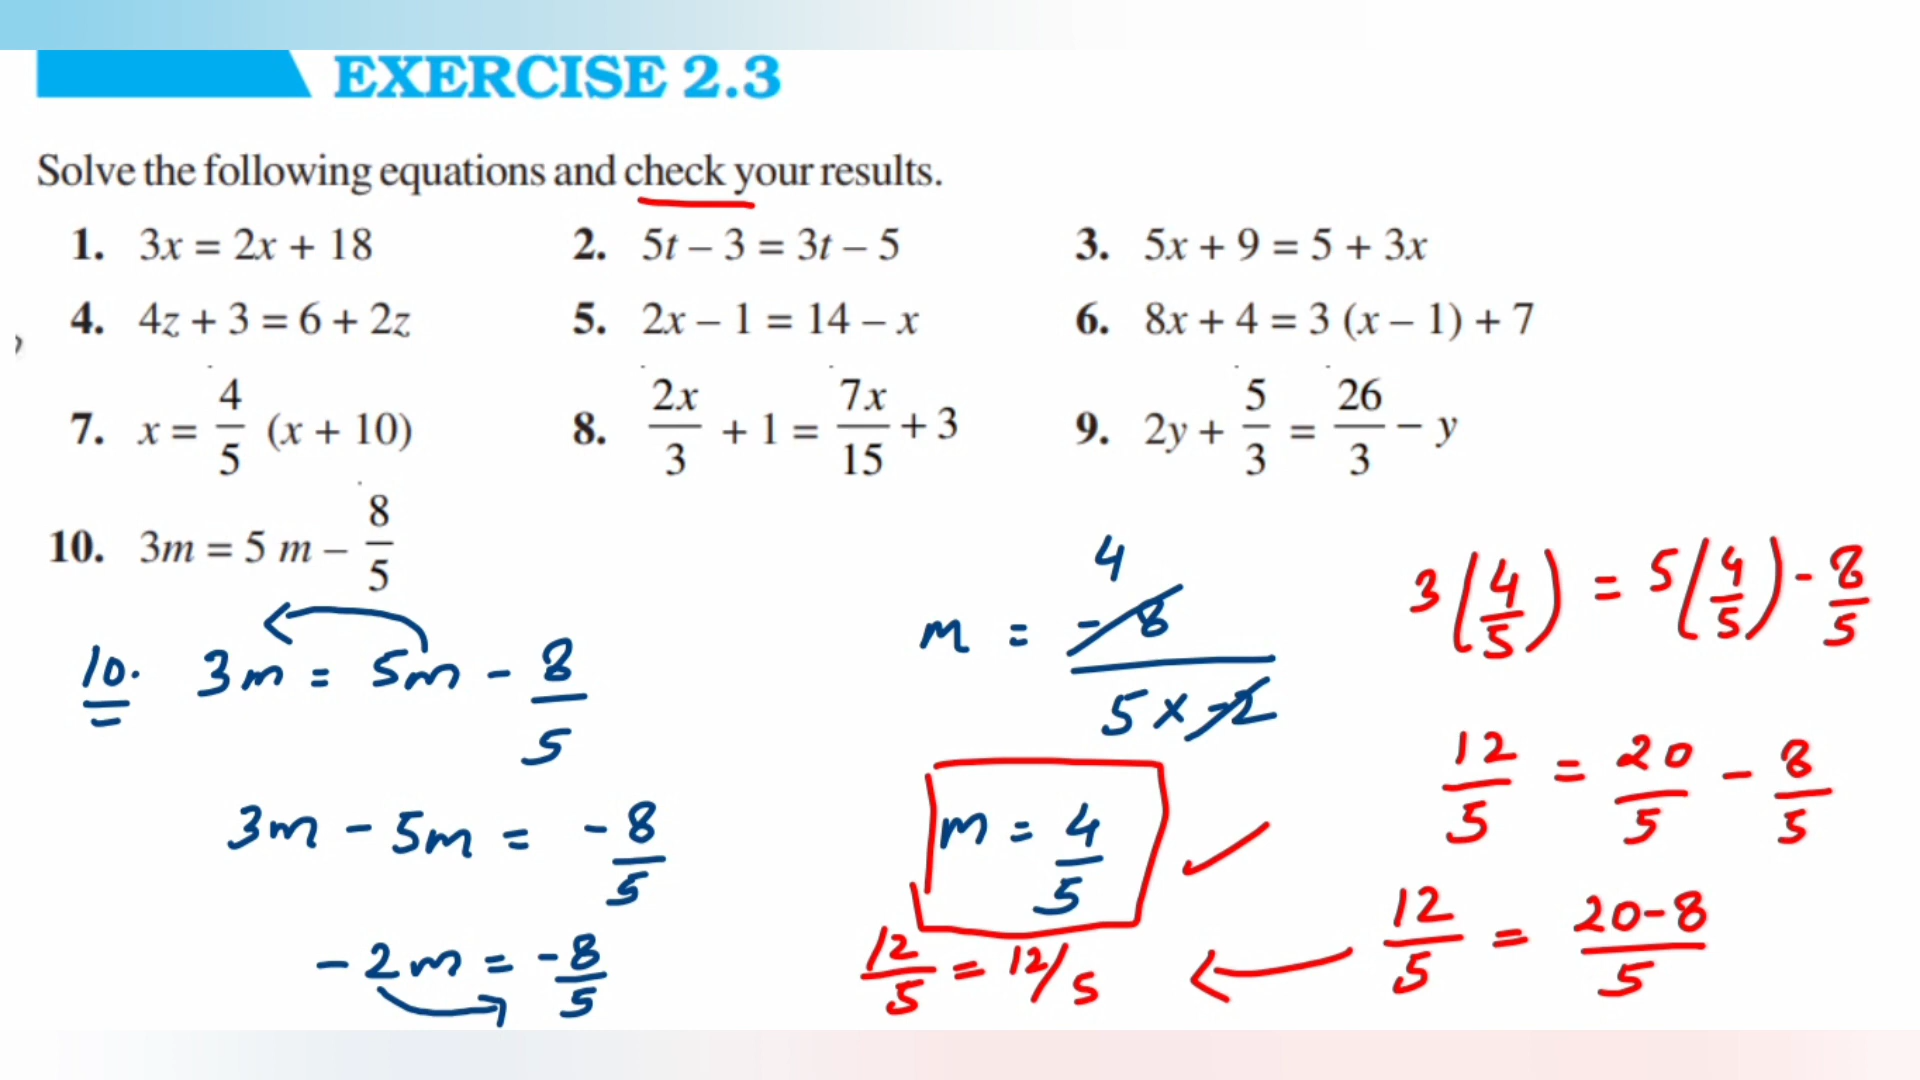 EXERCISE 2.3
Solve the following equations and check your results.
1. 3x = 2x + 18
2. 5t – 3 = 3t – 5
3. 5x + 9 = 5 + 3x
4. 4z + 3 = 6 + 2z
5. 2x – 1 = 14 – x
6. 8x + 4 = 3 (x – 1) + 7
7. x = 4/5 (x + 10)
8. 2x/3 + 1 = 7x/15 + 3
9. 2y + 5/3 = 26/3 – y
10. 3m = 5 m – 8/5
10. 3m = 5m - 8/5
3m - 5m = -8/5
-2m = -8/5
4
m = -8/5 x -2
m = 4/5
3(4/5) = 5(4/5) - 8/5
12/5 = 20/5 - 8/5
12/5 = 20-8/5
12/5 = 12/5